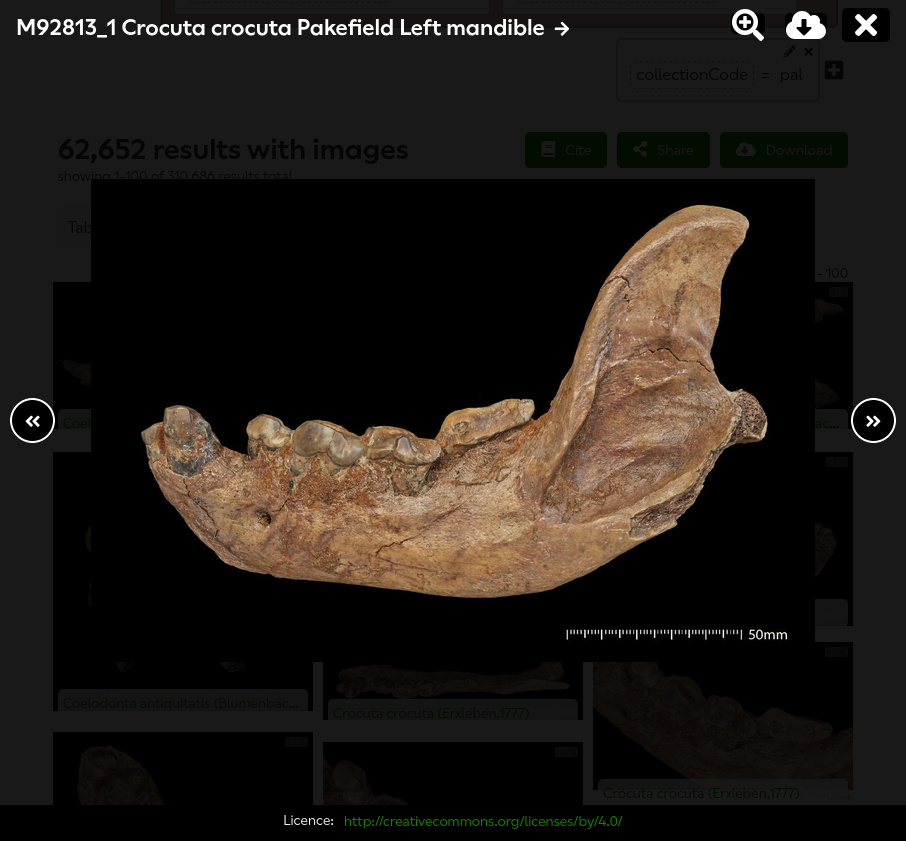 M92813_1 Crocuta crocuta Pakefield Left mandible →
collectionCode = pal
62,652 results with images
Cite
Share
Download
showing 1-100 of 310,686 results total
- 100
50mm
Coelodonta antiquitatis (Blumenbac...
Crocuta crocuta (Erxleben,1777)
Crocuta crocuta (Erxleben,1777)
Licence: http://creativecommons.org/licenses/by/4.0/